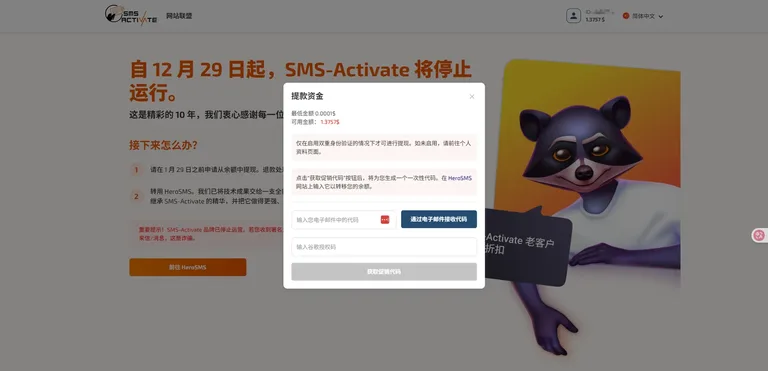 SMS
ACTIVATE
网站联盟
1.3757 $
简体中文
自 12 月 29 日起，SMS-Activate 将停止
运行。
这是精彩的 10 年，我们衷心感谢每一位
接下来怎么办？
1
请在 1 月 29 日之前申请从余额中提现。
2
转用 HeroSMS。我们已将技术成果交给一支全
继承 SMS-Activate 的精华，并把它做得更强。
重要提示！SMS-Activate 品牌已停止运营。
前往 HeroSMS
提款资金
最低金额 0.0001$
可用金额： 1.3757$
仅在启用双重身份验证的情况下才可进行提现。如未启用，请前往个人
资料页面。
点击"获取促销代码"按钮后，将为您生成一个一次性代码。在 HeroSMS
网站上输入它以转移您的余额。
输入您电子邮件中的代码
通过电子邮件接收代码
输入谷歌授权码
获取促销代码
Activate 老客户
折扣